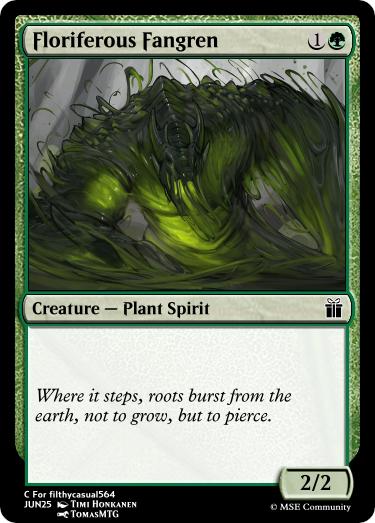 Floriferous Fangren 1
Creature — Plant Spirit
Where it steps, roots burst from the
earth, not to grow, but to pierce.
2/2
C For filthycasual564
JUN25 Timi Honkanen
TomasMTG
© MSE Community